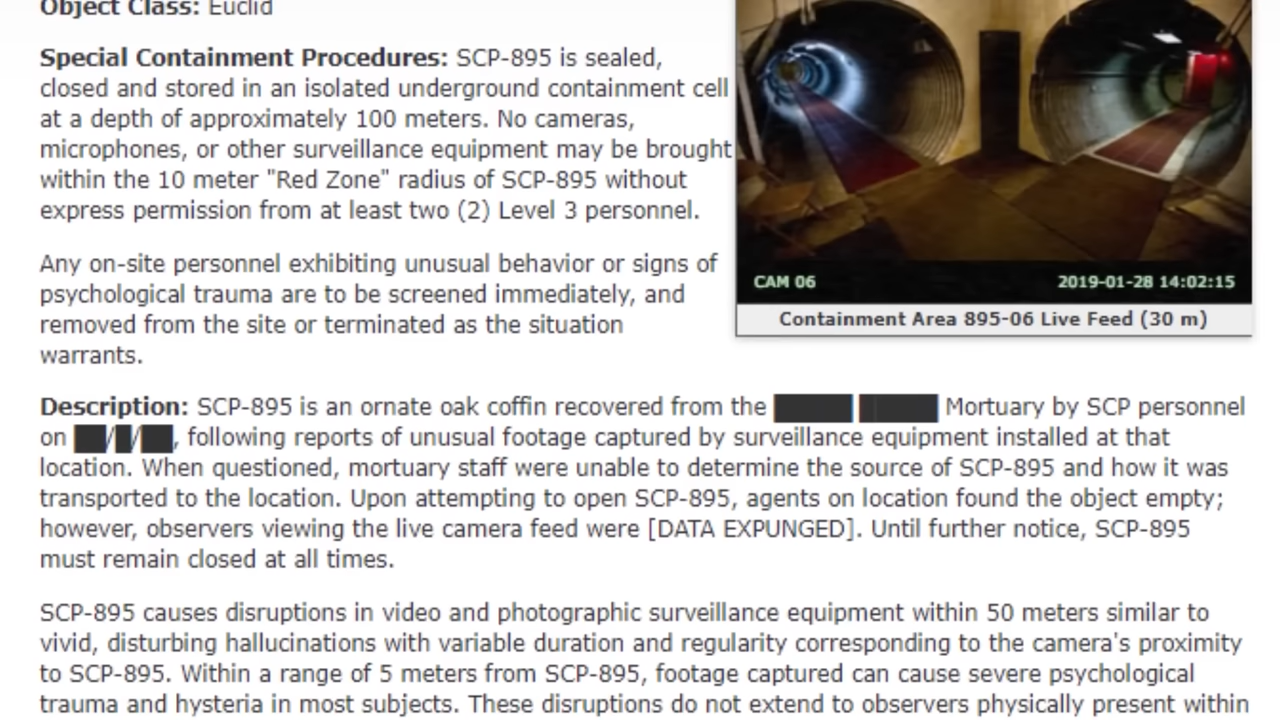 Object Class: Euclid
Special Containment Procedures: SCP-895 is sealed,
closed and stored in an isolated underground containment cell
at a depth of approximately 100 meters. No cameras,
microphones, or other surveillance equipment may be brought
within the 10 meter "Red Zone" radius of SCP-895 without
express permission from at least two (2) Level 3 personnel.
Any on-site personnel exhibiting unusual behavior or signs of
psychological trauma are to be screened immediately, and
removed from the site or terminated as the situation
warrants.
CAM 06 2019-01-28 14:02:15
Containment Area 895-06 Live Feed (30 m)
Description: SCP-895 is an ornate oak coffin recovered from the █████ █████ Mortuary by SCP personnel
on ██/█/██, following reports of unusual footage captured by surveillance equipment installed at that
location. When questioned, mortuary staff were unable to determine the source of SCP-895 and how it was
transported to the location. Upon attempting to open SCP-895, agents on location found the object empty;
however, observers viewing the live camera feed were [DATA EXPUNGED]. Until further notice, SCP-895
must remain closed at all times.
SCP-895 causes disruptions in video and photographic surveillance equipment within 50 meters similar to
vivid, disturbing hallucinations with variable duration and regularity corresponding to the camera's proximity
to SCP-895. Within a range of 5 meters from SCP-895, footage captured can cause severe psychological
trauma and hysteria in most subjects. These disruptions do not extend to observers physically present within